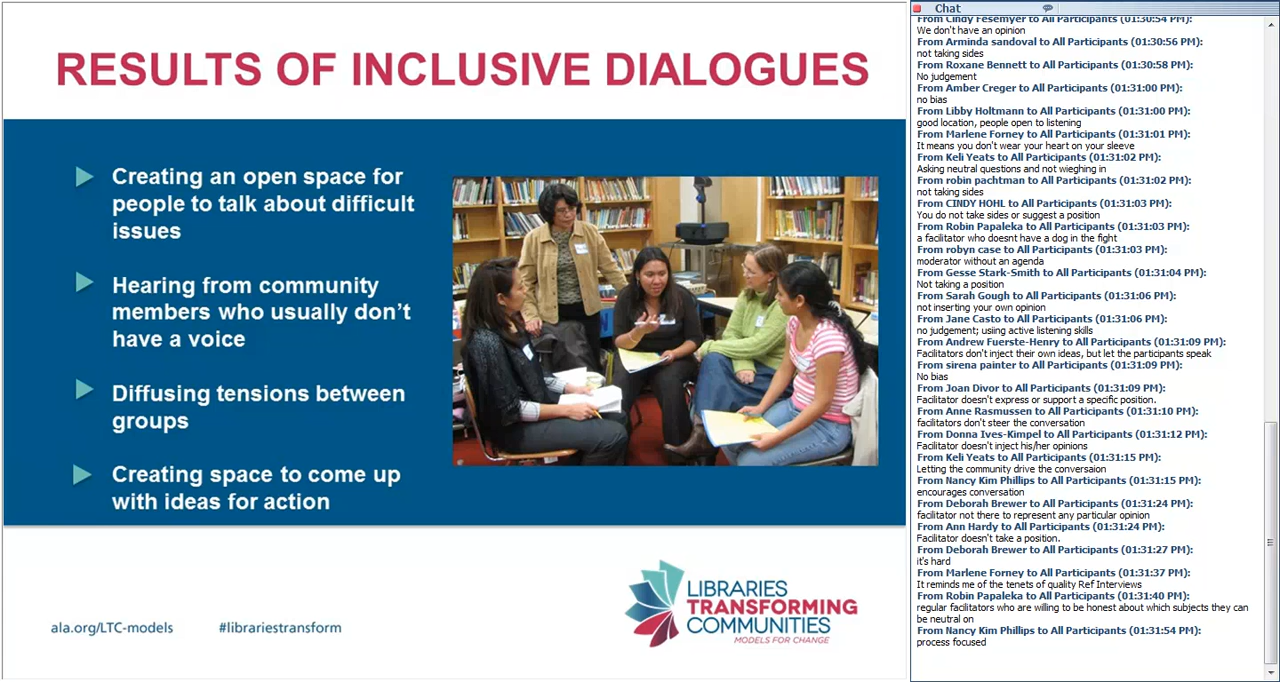 RESULTS OF INCLUSIVE DIALOGUES
Creating an open space for
people to talk about difficult
issues
Hearing from community
members who usually don't
have a voice
Diffusing tensions between
groups
Creating space to come up
with ideas for action
ala.org/LTC-models
#librariestransform
LIBRARIES
TRANSFORMING
COMMUNITIES
MODELS FOR CHANGE
Chat
From Cindy Fesemyer to All Participants (01:30:54 PM):
We don't have an opinion
From Arminda sandoval to All Participants (01:30:56 PM):
not taking sides
From Roxane Bennett to All Participants (01:30:58 PM):
No judgement
From Amber Creger to All Participants (01:31:00 PM):
no bias
From Libby Holtmann to All Participants (01:31:00 PM):
good location, people open to listening
From Marlene Forney to All Participants (01:31:01 PM):
It means you don't wear your heart on your sleeve
From Keli Yeats to All Participants (01:31:02 PM):
Asking neutral questions and not wieghing in
From robin pachtman to All Participants (01:31:02 PM):
not taking sides
From CINDY HOHL to All Participants (01:31:03 PM):
You do not take sides or suggest a position
From Robin Papaleka to All Participants (01:31:03 PM):
a facilitator who doesnt have a dog in the fight
From robyn case to All Participants (01:31:03 PM):
moderator without an agenda
From Gesse Stark-Smith to All Participants (01:31:04 PM):
Not taking a position
From Sarah Gough to All Participants (01:31:06 PM):
not inserting your own opinion
From Jane Casto to All Participants (01:31:06 PM):
no judgement; using active listening skills
From Andrew Fuerste-Henry to All Participants (01:31:09 PM):
Facilitators don't inject their own ideas, but let the participants speak
From sirena painter to All Participants (01:31:09 PM):
No bias
From Joan Divor to All Participants (01:31:09 PM):
Facilitator doesn't express or support a specific position.
From Anne Rasmussen to All Participants (01:31:10 PM):
facilitators don't steer the conversation
From Donna Ives-Kimpel to All Participants (01:31:12 PM):
Facilitator doesn't inject his/her opinions
From Keli Yeats to All Participants (01:31:15 PM):
Letting the community drive the conversaion
From Nancy Kim Phillips to All Participants (01:31:15 PM):
encourages conversation
From Deborah Brewer to All Participants (01:31:24 PM):
facilitator not there to represent any particular opinion
From Ann Hardy to All Participants (01:31:24 PM):
Facilitator doesn't take a position.
From Deborah Brewer to All Participants (01:31:27 PM):
it's hard
From Marlene Forney to All Participants (01:31:37 PM):
It reminds me of the tenets of quality Ref Interviews
From Robin Papaleka to All Participants (01:31:40 PM):
regular facilitators who are willing to be honest about which subjects they can
be neutral on
From Nancy Kim Phillips to All Participants (01:31:54 PM):
process focused